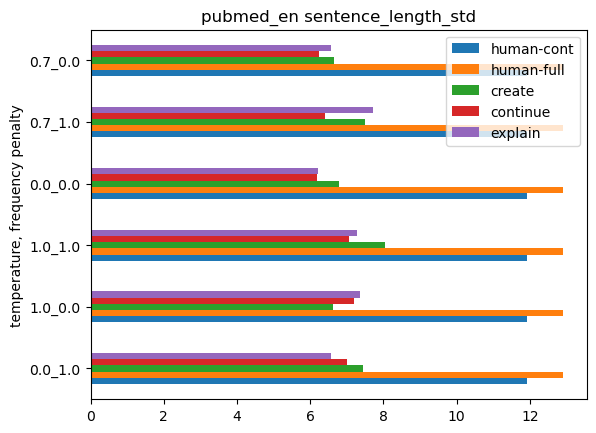 pubmed_en sentence_length_std
human-cont
human-full
create
continue
explain
temperature, frequency penalty
0.7_0.0
0.7_1.0
0.0_0.0
1.0_1.0
1.0_0.0
0.0_1.0
0 2 4 6 8 10 12